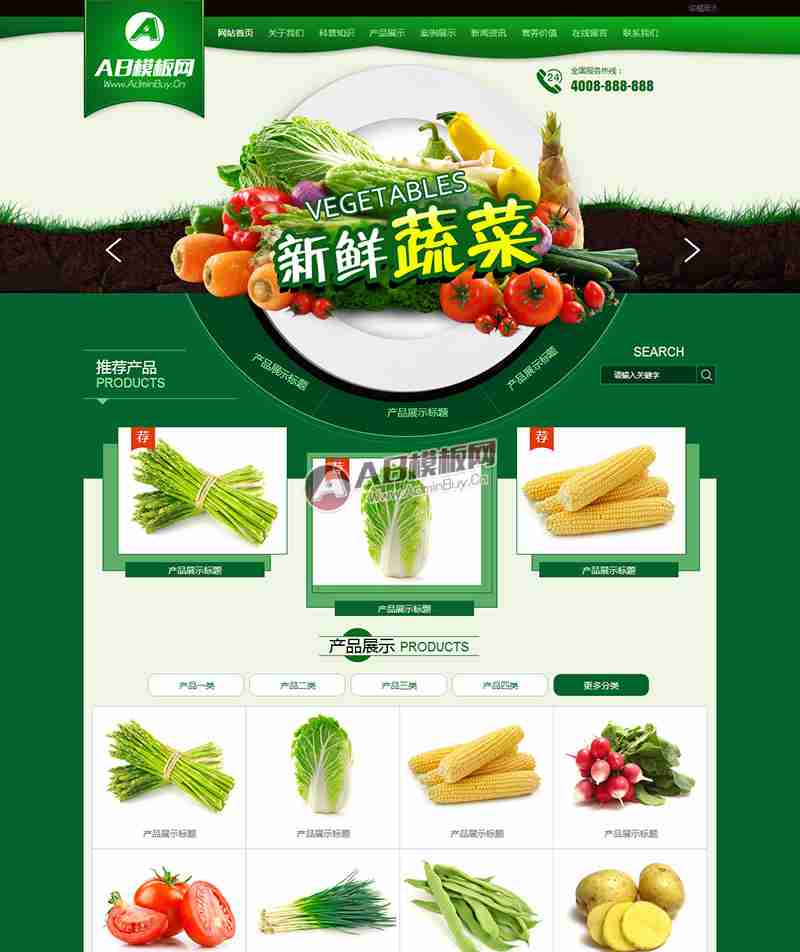 AB模板网
Www.AdminBuy.Cn
网站首页 关于我们 科普知识 产品展示 案例展示 新闻资讯 营养价值 在线留言 联系我们
24
全国服务热线：
4008-888-888
VEGETABLES
新鲜蔬菜
推荐产品
PRODUCTS
产品展示标题
产品展示标题
产品展示标题
SEARCH
请输入关键字
荐
荐
荐
AB模板网
Www.AdminBuy.Cn
产品展示标题
产品展示标题
产品展示标题
产品展示 PRODUCTS
产品一类 产品二类 产品三类 产品四类 更多分类
产品展示标题 产品展示标题 产品展示标题 产品展示标题